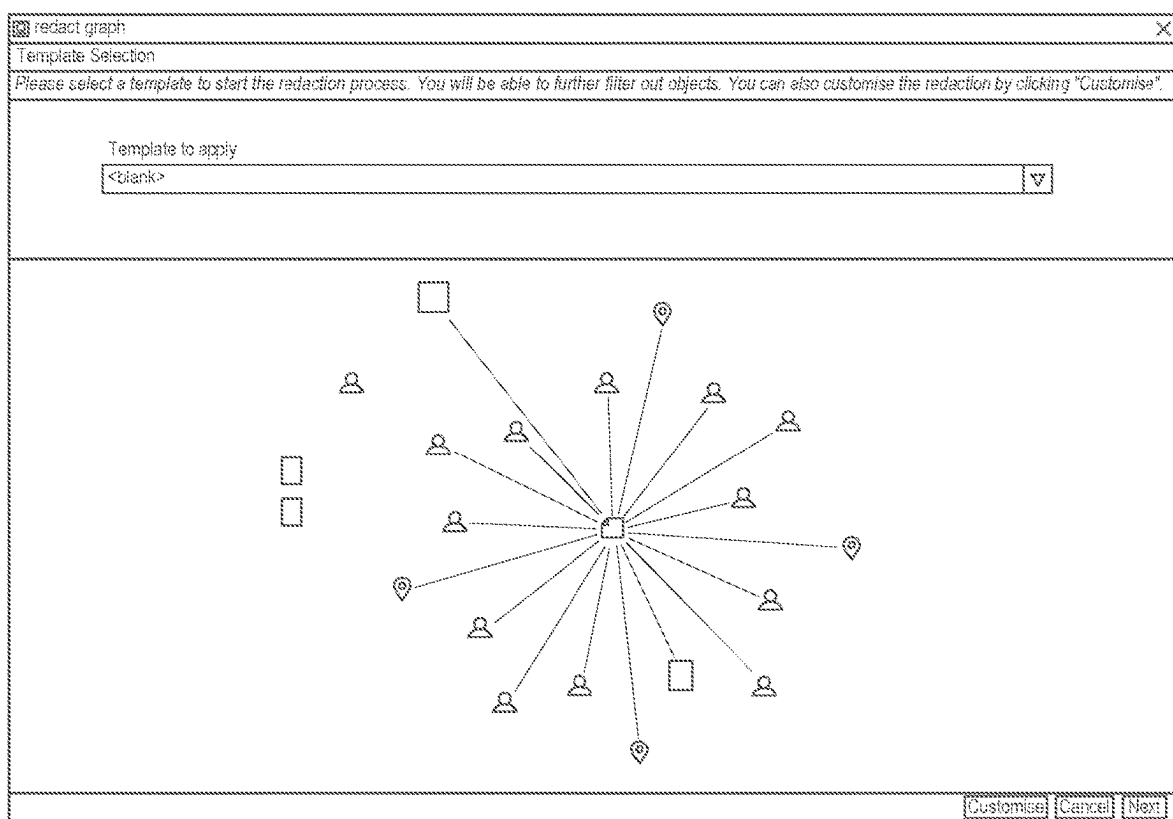 redact graph
Template Selection
Please select a template to start the redaction process. You will be able to further filter out objects. You can also customise the redaction by clicking "Customise".
Template to apply
<blank>
Customise Cancel Next